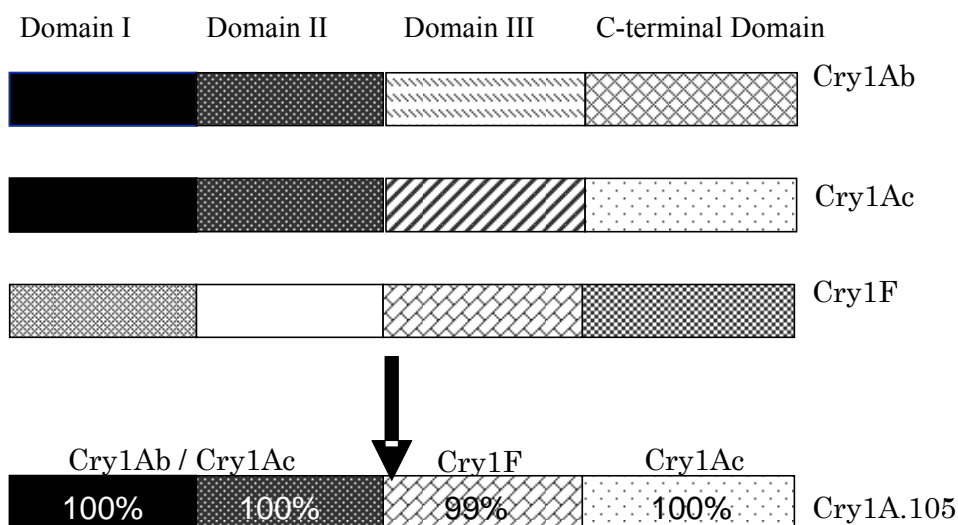 Domain I Domain II Domain III C-terminal Domain
Cry1Ab
Cry1Ac
Cry1F
Cry1Ab / Cry1Ac Cry1F Cry1Ac
100% 100% 99% 100% Cry1A.105